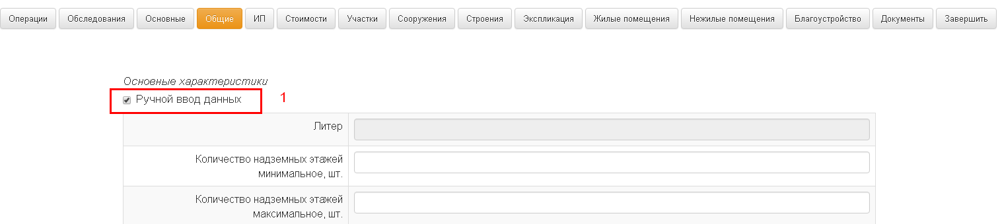 Операции Обследования Основные Общие ИП Стоимости Участки Сооружения Строения Экспликация Жилые помещения Нежилые помещения Благоустройство Документы Завершить
Основные характеристики
Ручной ввод данных 1
Литер
Количество надземных этажей
минимальное, шт.
Количество надземных этажей
максимальное, шт.